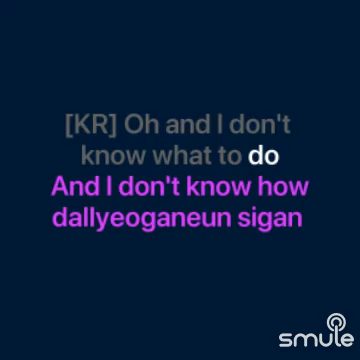 [KR] Oh and I don't
know what to do
And I don't know how
dallyeoganeun sigan
smule